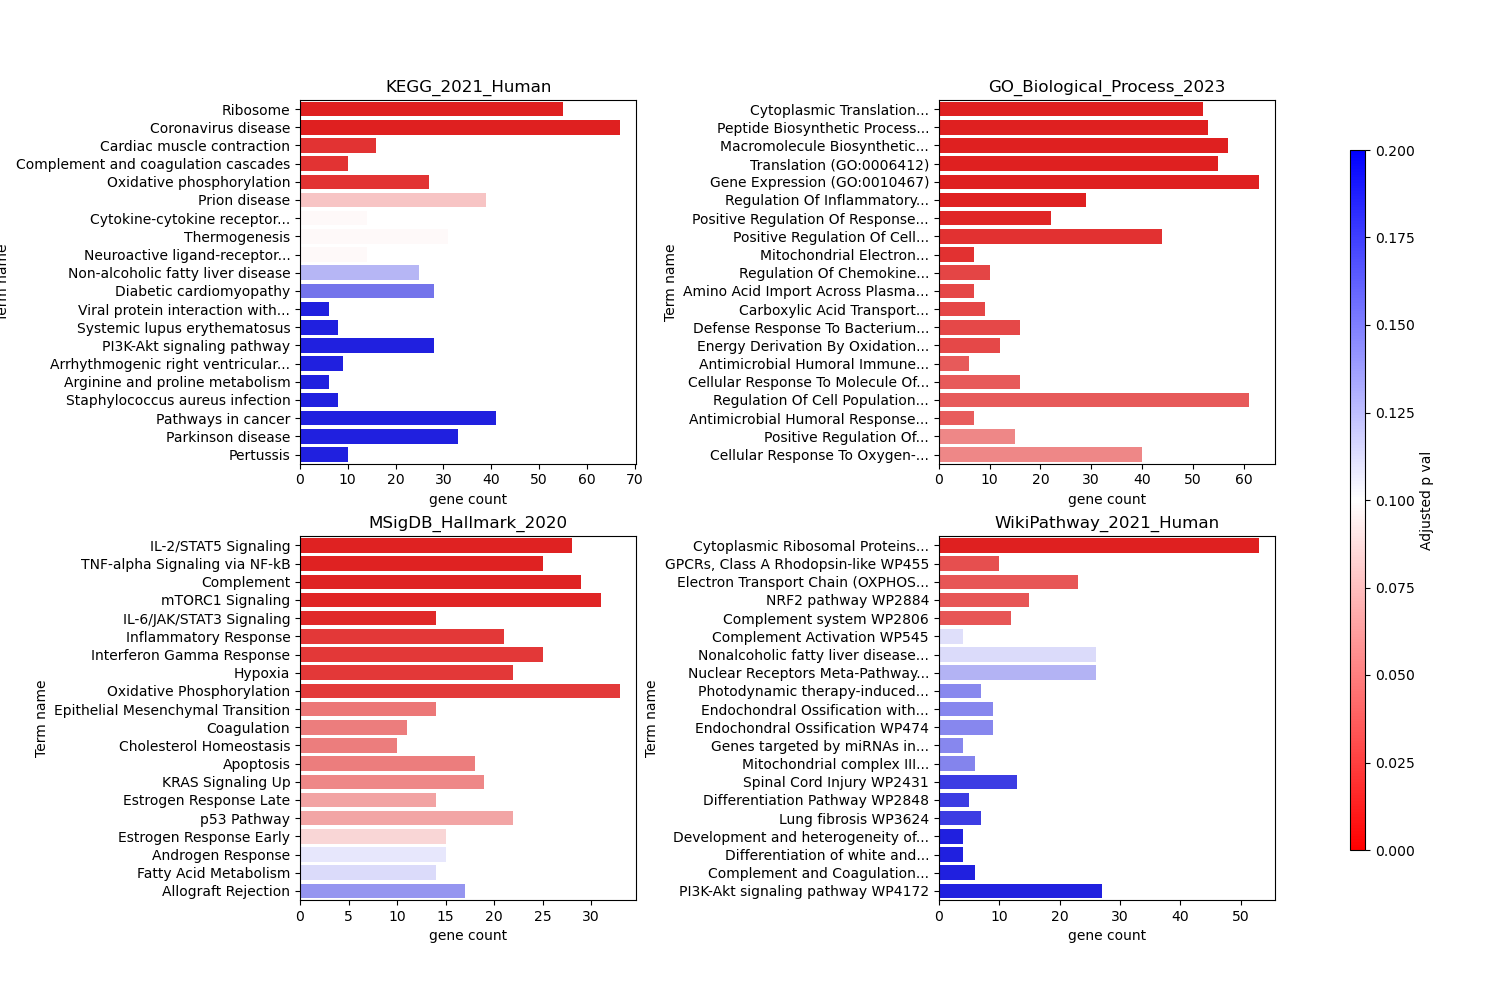 KEGG_2021_Human
Term name
Ribosome
Coronavirus disease
Cardiac muscle contraction
Complement and coagulation cascades
Oxidative phosphorylation
Prion disease
Cytokine-cytokine receptor...
Thermogenesis
Neuroactive ligand-receptor...
Non-alcoholic fatty liver disease
Diabetic cardiomyopathy
Viral protein interaction with...
Systemic lupus erythematosus
PI3K-Akt signaling pathway
Arrhythmogenic right ventricular...
Arginine and proline metabolism
Staphylococcus aureus infection
Pathways in cancer
Parkinson disease
Pertussis
0 10 20 30 40 50 60 70
gene count
GO_Biological_Process_2023
Term name
Cytoplasmic Translation...
Peptide Biosynthetic Process...
Macromolecule Biosynthetic...
Translation (GO:0006412)
Gene Expression (GO:0010467)
Regulation Of Inflammatory...
Positive Regulation Of Response...
Positive Regulation Of Cell...
Mitochondrial Electron...
Regulation Of Chemokine...
Amino Acid Import Across Plasma...
Carboxylic Acid Transport...
Defense Response To Bacterium...
Energy Derivation By Oxidation...
Antimicrobial Humoral Immune...
Cellular Response To Molecule Of...
Regulation Of Cell Population...
Antimicrobial Humoral Response...
Positive Regulation Of...
Cellular Response To Oxygen-...
0 10 20 30 40 50 60
gene count
MSigDB_Hallmark_2020
Term name
IL-2/STAT5 Signaling
TNF-alpha Signaling via NF-kB
Complement
mTORC1 Signaling
IL-6/JAK/STAT3 Signaling
Inflammatory Response
Interferon Gamma Response
Hypoxia
Oxidative Phosphorylation
Epithelial Mesenchymal Transition
Coagulation
Cholesterol Homeostasis
Apoptosis
KRAS Signaling Up
Estrogen Response Late
p53 Pathway
Estrogen Response Early
Androgen Response
Fatty Acid Metabolism
Allograft Rejection
0 5 10 15 20 25 30
gene count
WikiPathway_2021_Human
Term name
Cytoplasmic Ribosomal Proteins...
GPCRs, Class A Rhodopsin-like WP455
Electron Transport Chain (OXPHOS...
NRF2 pathway WP2884
Complement system WP2806
Complement Activation WP545
Nonalcoholic fatty liver disease...
Nuclear Receptors Meta-Pathway...
Photodynamic therapy-induced...
Endochondral Ossification with...
Endochondral Ossification WP474
Genes targeted by miRNAs in...
Mitochondrial complex III...
Spinal Cord Injury WP2431
Differentiation Pathway WP2848
Lung fibrosis WP3624
Development and heterogeneity of...
Differentiation of white and...
Complement and Coagulation...
PI3K-Akt signaling pathway WP4172
0 10 20 30 40 50
gene count
0.200
0.175
0.150
0.125
0.100
0.075
0.050
0.025
0.000
Adjusted p val